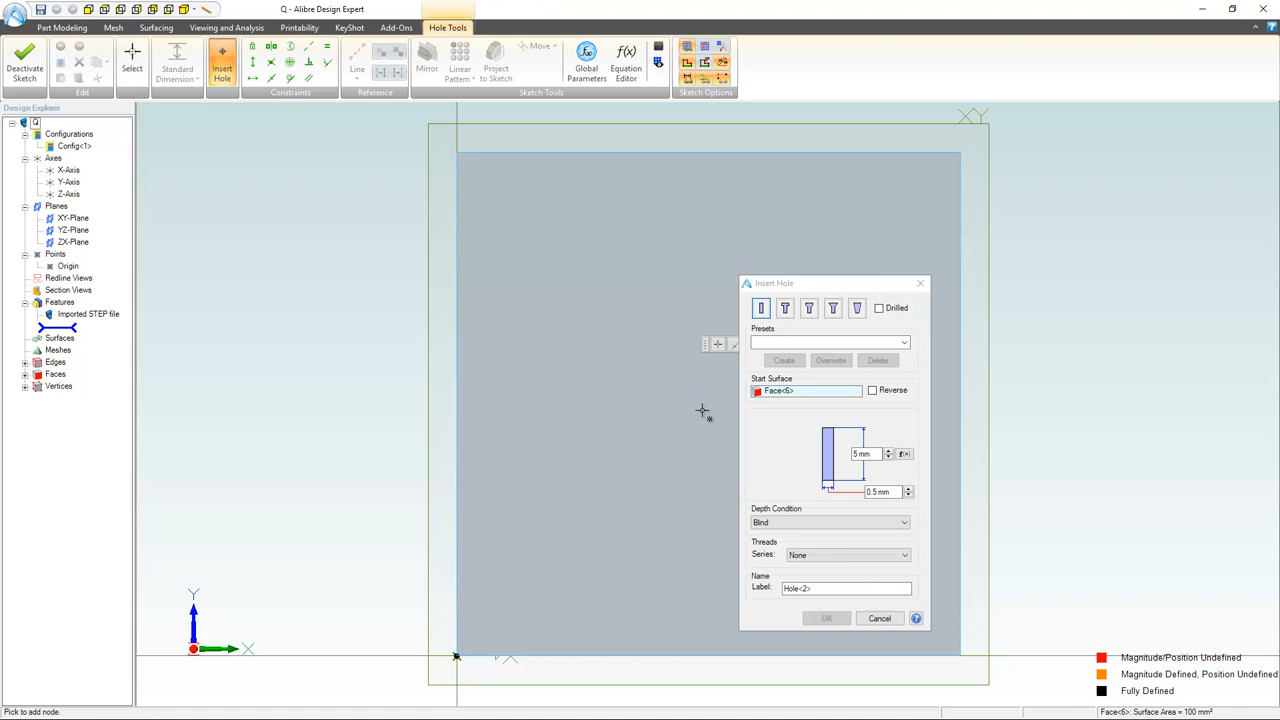 Q - Alibre Design Expert
Part Modeling
Mesh
Surfacing
Viewing and Analysis
Printability
KeyShot
Add-Ons
Hole Tools
Deactivate
Sketch
Select
Standard
Dimension
Insert
Hole
Line
Mirror
Linear
Pattern
Project
to Sketch
Move
f∞
Global
Parameters
f(x)
Equation
Editor
Edit
Constraints
Reference
Sketch Tools
Sketch Options
Design Explorer
Q
Configurations
Config<1>
Axes
X-Axis
Y-Axis
Z-Axis
Planes
XY-Plane
YZ-Plane
ZX-Plane
Points
Origin
Redline Views
Section Views
Features
Imported STEP file
Surfaces
Meshes
Edges
Faces
Vertices
XY
Y
X
Insert Hole
Drilled
Presets
Create
Overwrite
Delete
Start Surface
Face<6>
Reverse
5 mm
f(x)
0.5 mm
Depth Condition
Blind
Threads
Series:
None
Name
Label:
Hole<2>
OK
Cancel
?
Magnitude/Position Undefined
Magnitude Defined, Position Undefined
Fully Defined
Pick to add node.
Face<6>: Surface Area = 100 mm²